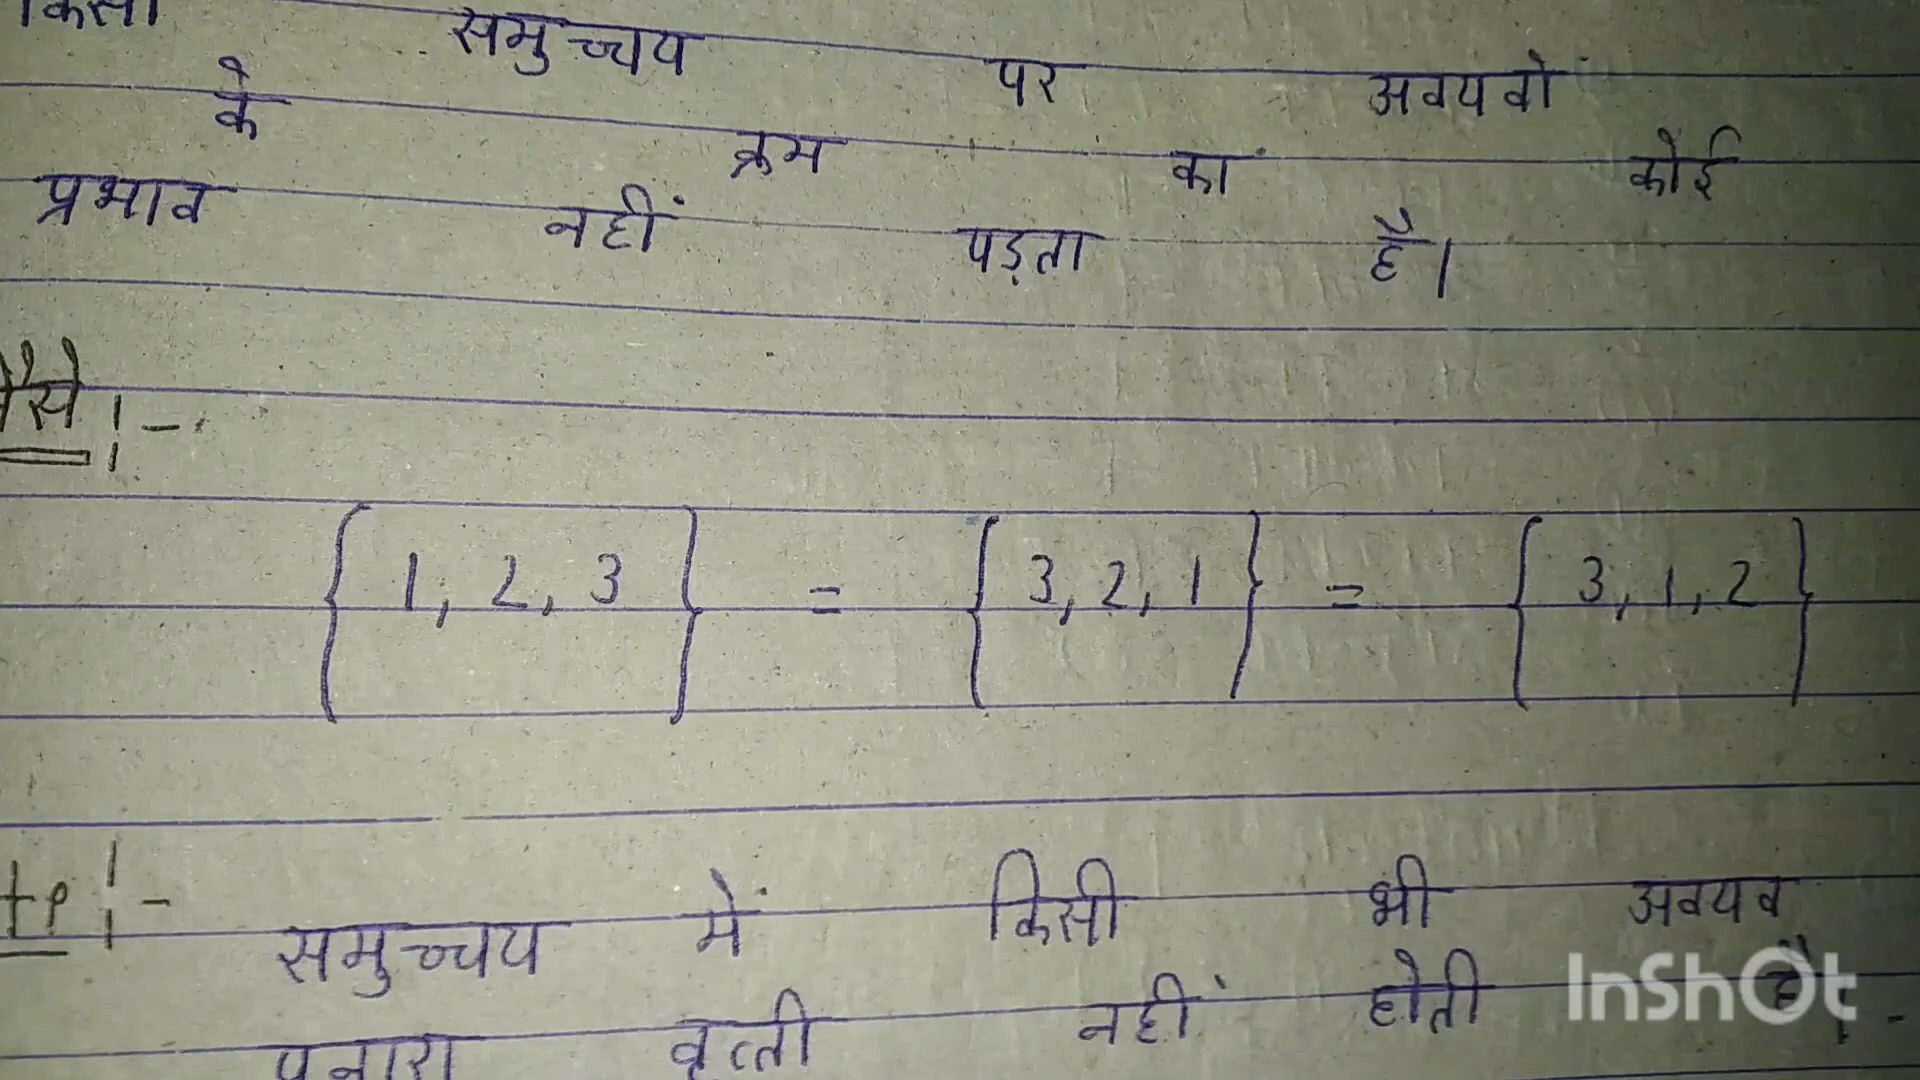 किसी समुच्चय पर अवयवों
के क्रम का कोई
प्रभाव नहीं पड़ता है।
जैसे :-
{1, 2, 3} = {3, 2, 1} = {3, 1, 2}
te :- समुच्चय में किसी भी अवयव
वृत्ती नहीं होती है।-
InShOt